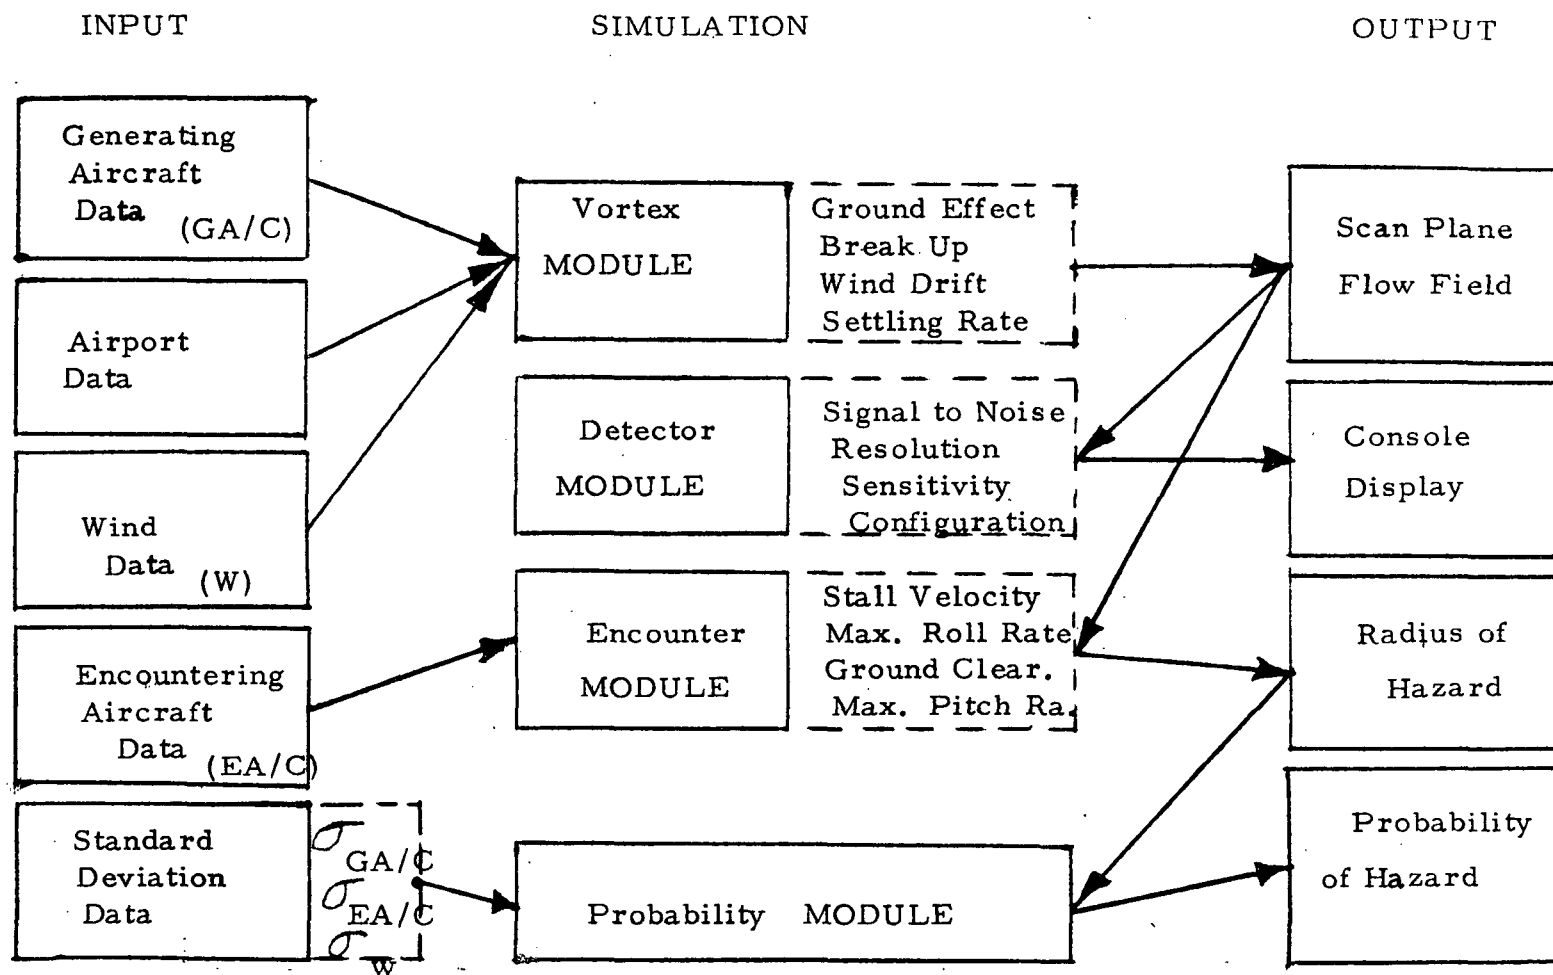 INPUT
SIMULATION
OUTPUT
Generating
Aircraft
Data
(GA/C)
Airport
Data
Wind
Data
(W)
Encountering
Aircraft
Data
(EA/C)
Standard
Deviation
Data
σ GA/C
σ EA/C
σ W
Vortex
MODULE
Ground Effect
Break Up
Wind Drift
Settling Rate
Detector
MODULE
Signal to Noise
Resolution
Sensitivity
Configuration
Encounter
MODULE
Stall Velocity
Max. Roll Rate
Ground Clear.
Max. Pitch Ra.
Probability MODULE
Scan Plane
Flow Field
Console
Display
Radius of
Hazard
Probability
of Hazard